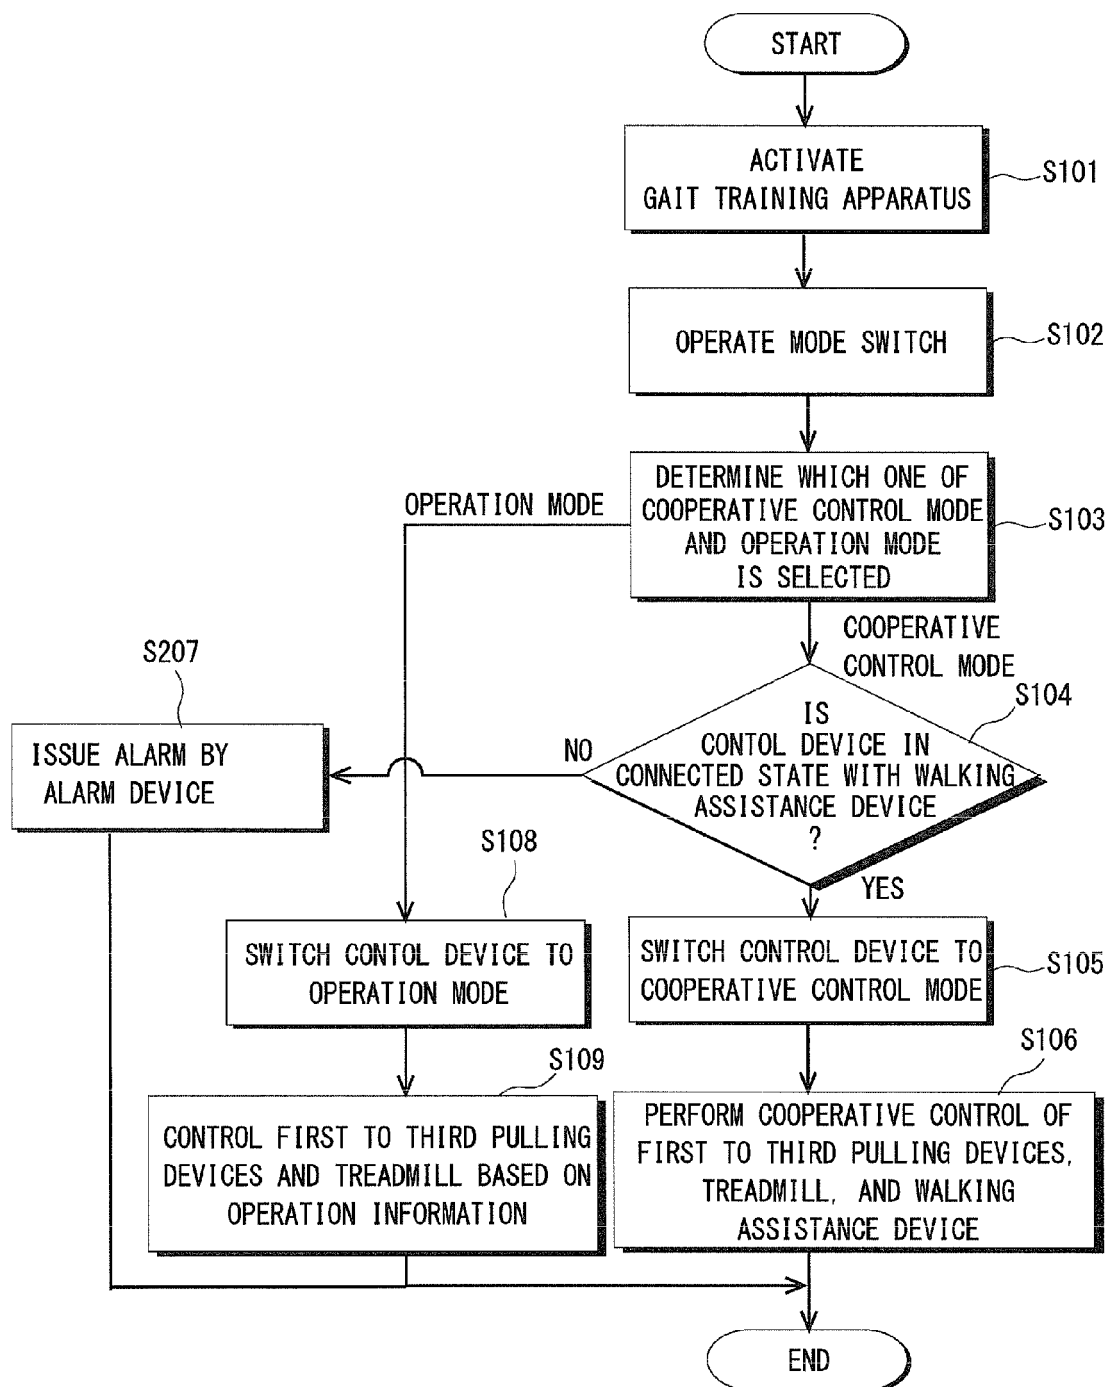 START
ACTIVATE
GAIT TRAINING APPARATUS
S101
OPERATE MODE SWITCH
S102
DETERMINE WHICH ONE OF
COOPERATIVE CONTROL MODE
AND OPERATION MODE
IS SELECTED
S103
OPERATION MODE
COOPERATIVE
CONTROL MODE
S104
IS
CONTOL DEVICE IN
CONNECTED STATE WITH WALKING
ASSISTANCE DEVICE
?
NO
YES
S207
ISSUE ALARM BY
ALARM DEVICE
S108
SWITCH CONTOL DEVICE TO
OPERATION MODE
SWITCH CONTROL DEVICE TO
COOPERATIVE CONTROL MODE
S105
S109
CONTROL FIRST TO THIRD PULLING
DEVICES AND TREADMILL BASED ON
OPERATION INFORMATION
S106
PERFORM COOPERATIVE CONTROL OF
FIRST TO THIRD PULLING DEVICES,
TREADMILL, AND WALKING
ASSISTANCE DEVICE
END